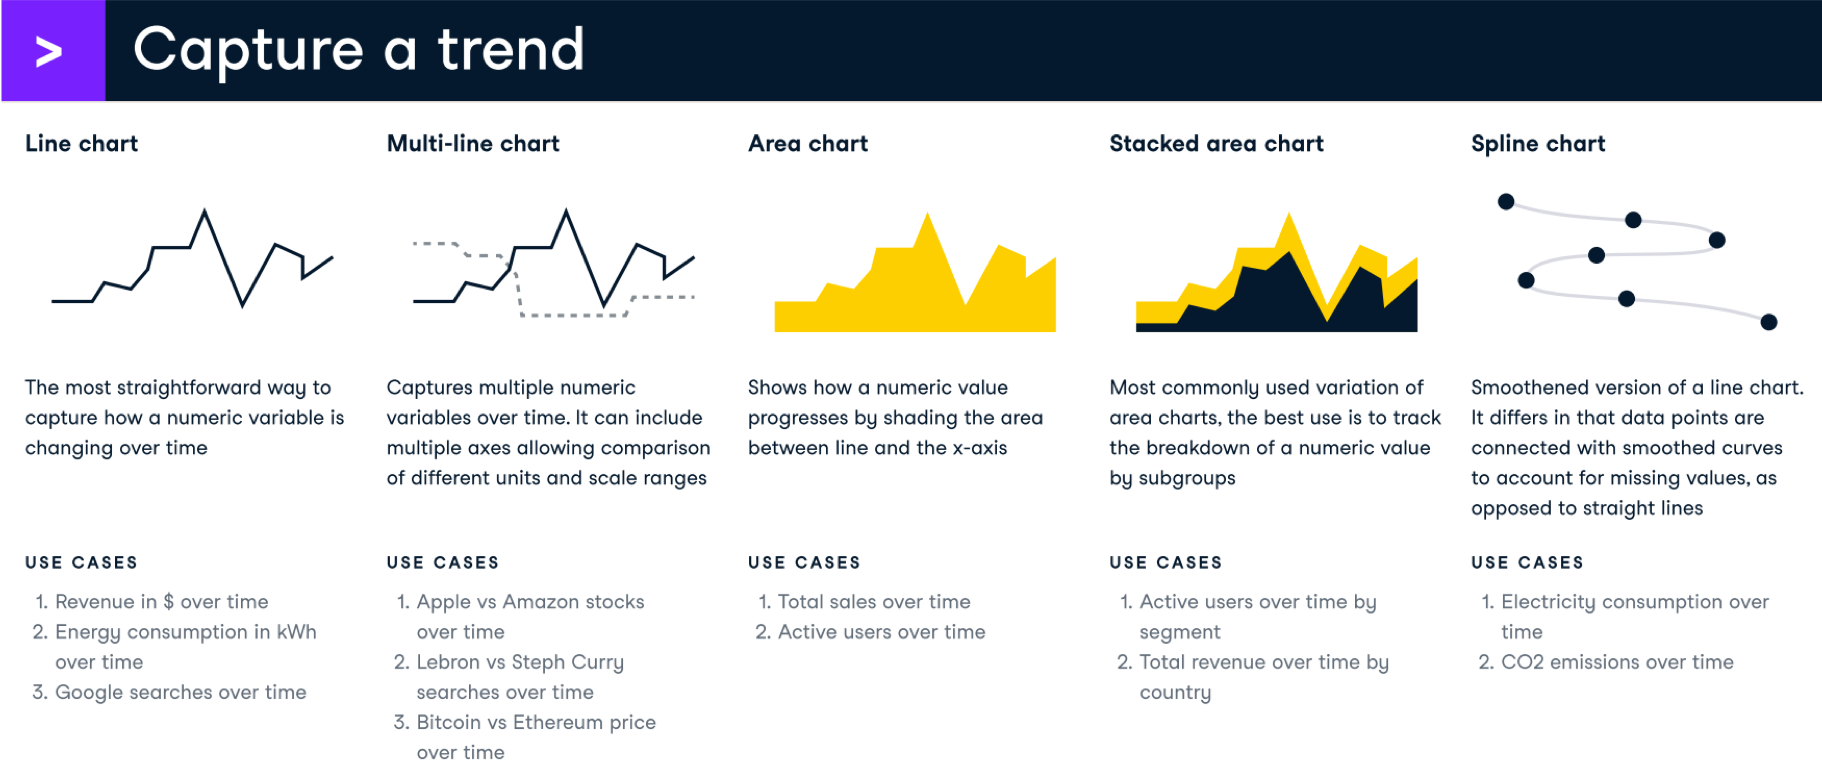 > Capture a trend
Line chart
The most straightforward way to
capture how a numeric variable is
changing over time
USE CASES
1. Revenue in $ over time
2. Energy consumption in kWh
over time
3. Google searches over time
Multi-line chart
Captures multiple numeric
variables over time. It can include
multiple axes allowing comparison
of different units and scale ranges
USE CASES
1. Apple vs Amazon stocks
over time
2. Lebron vs Steph Curry
searches over time
3. Bitcoin vs Ethereum price
over time
Area chart
Shows how a numeric value
progresses by shading the area
between line and the x-axis
USE CASES
1. Total sales over time
2. Active users over time
Stacked area chart
Most commonly used variation of
area charts, the best use is to track
the breakdown of a numeric value
by subgroups
USE CASES
1. Active users over time by
segment
2. Total revenue over time by
country
Spline chart
Smoothened version of a line chart.
It differs in that data points are
connected with smoothed curves
to account for missing values, as
opposed to straight lines
USE CASES
1. Electricity consumption over
time
2. CO2 emissions over time